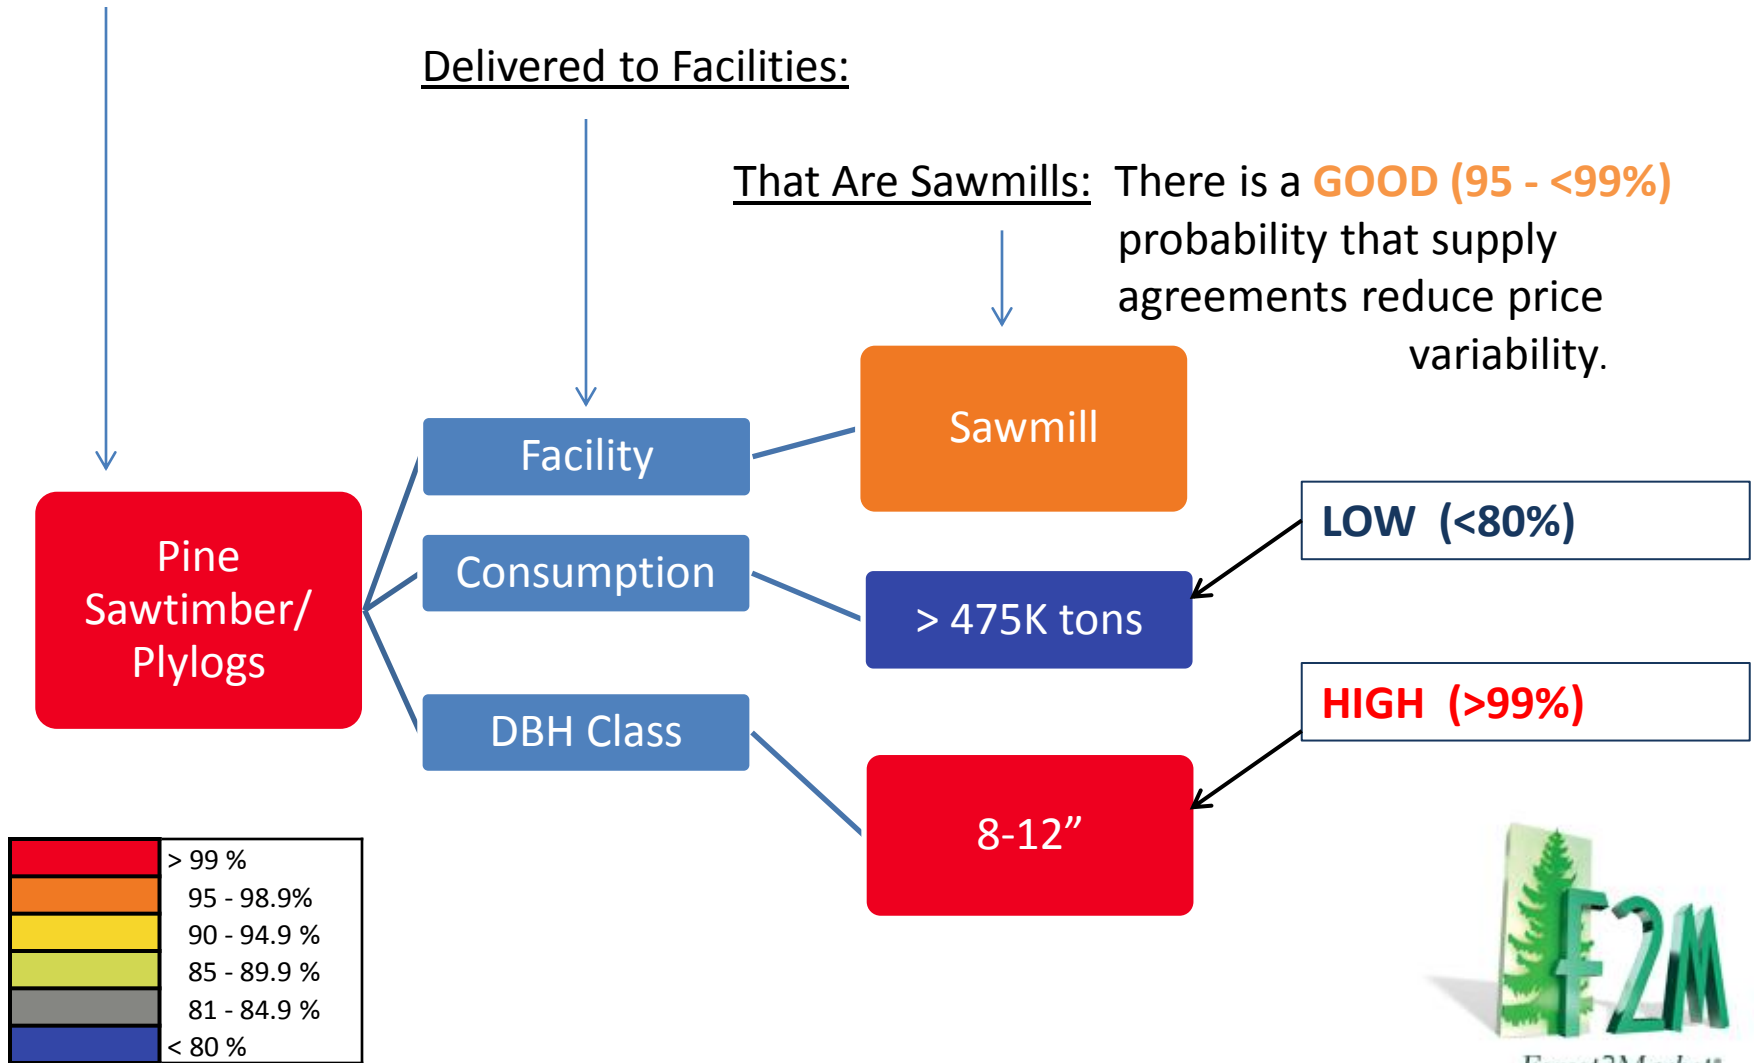 Delivered to Facilities:
That Are Sawmills: There is a GOOD (95 - <99%)
probability that supply
agreements reduce price
variability.
Facility
Sawmill
Pine
Sawtimber/
Plylogs
Consumption
> 475K tons
LOW (<80%)
DBH Class
8-12”
HIGH (>99%)
> 99 %
95 - 98.9%
90 - 94.9 %
85 - 89.9 %
81 - 84.9 %
< 80 %
F2M